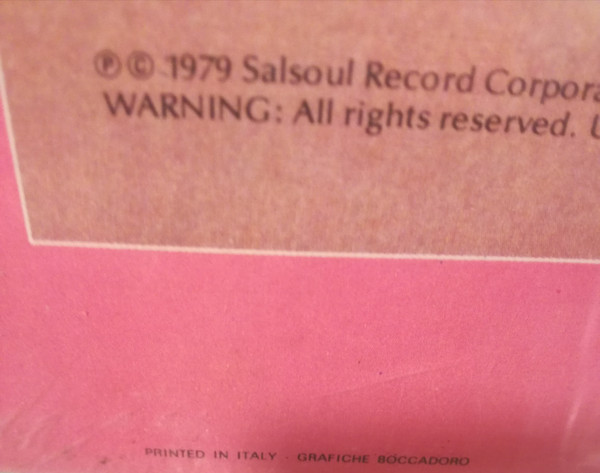 ℗ © 1979 Salsoul Record Corpora
WARNING: All rights reserved. U
PRINTED IN ITALY · GRAFICHE BOCCADORO